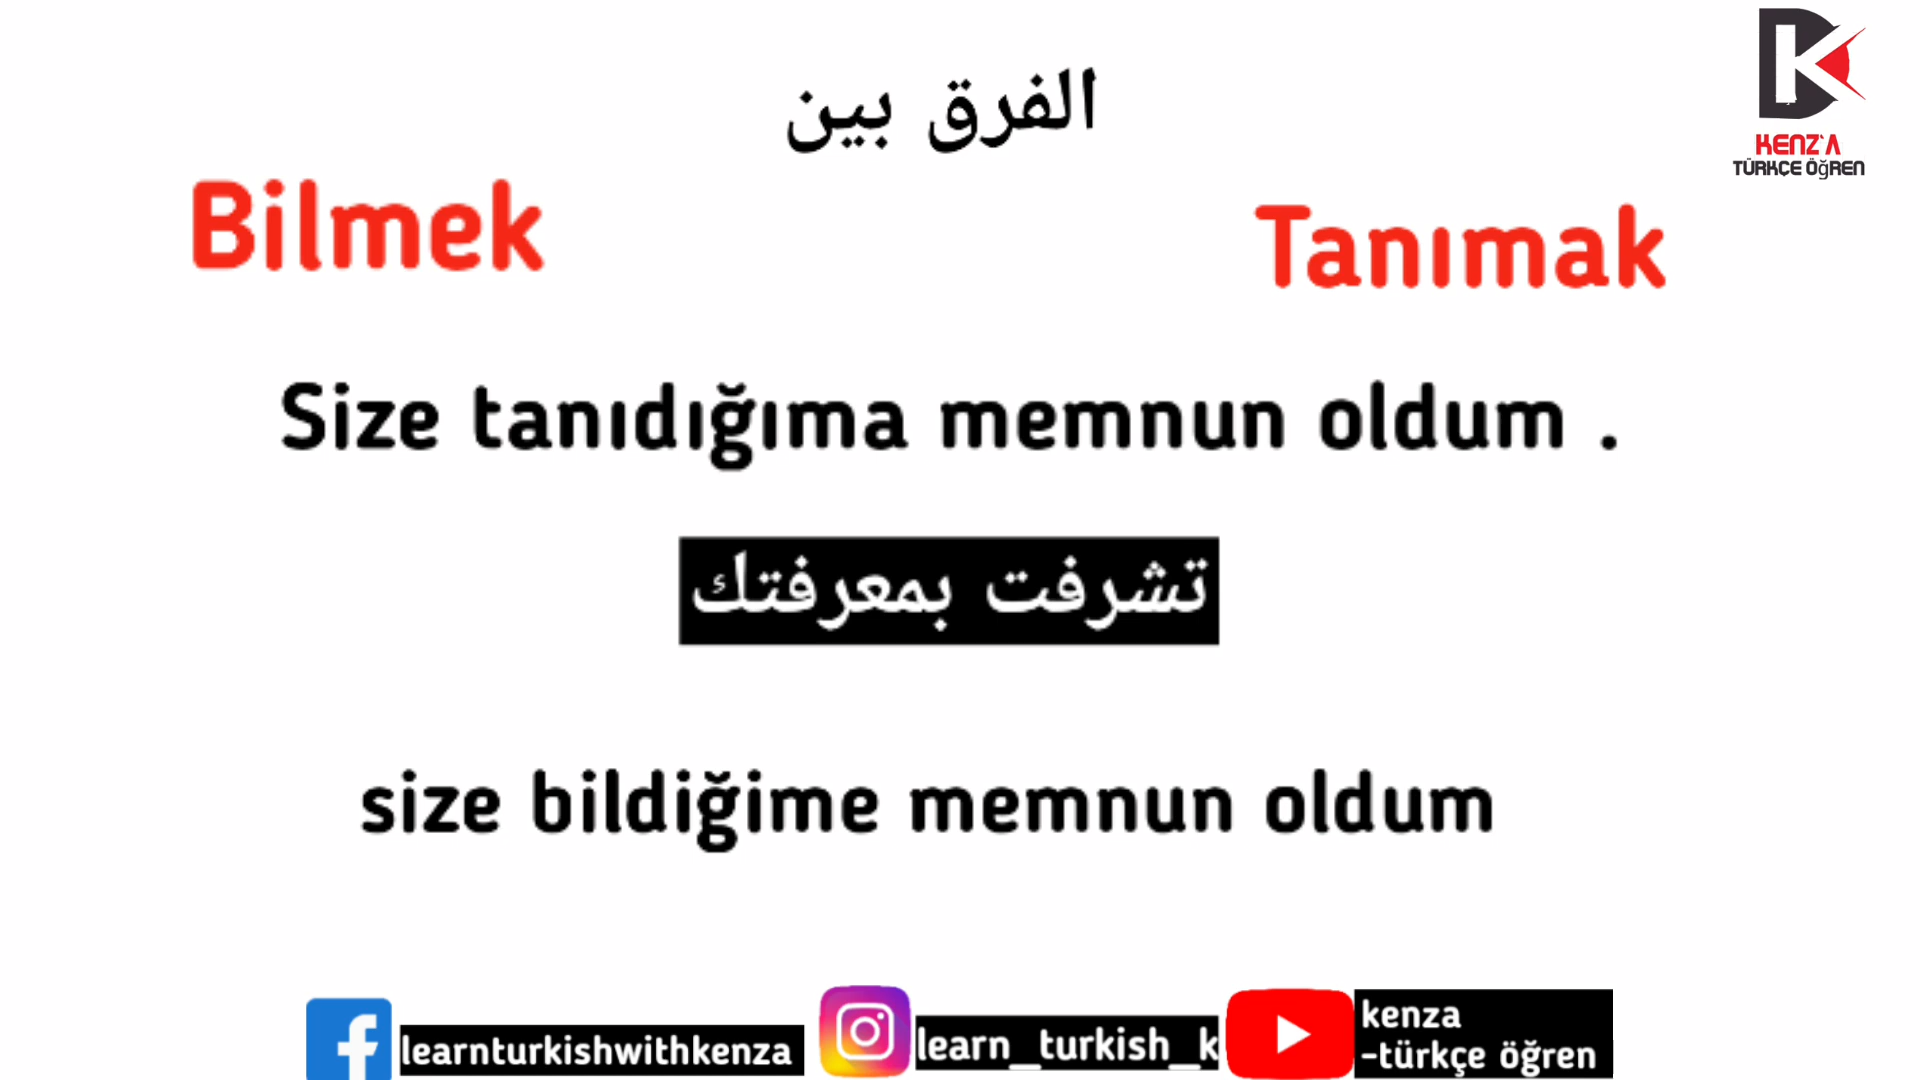 الفرق بين
KENZ'A
TÜRKÇE ÖğREN
Bilmek
Tanımak
Size tanıdığıma memnun oldum .
تشرفت بمعرفتك
size bildiğime memnun oldum
learnturkishwithkenza
learn_turkish_k
kenza
-türkçe öğren